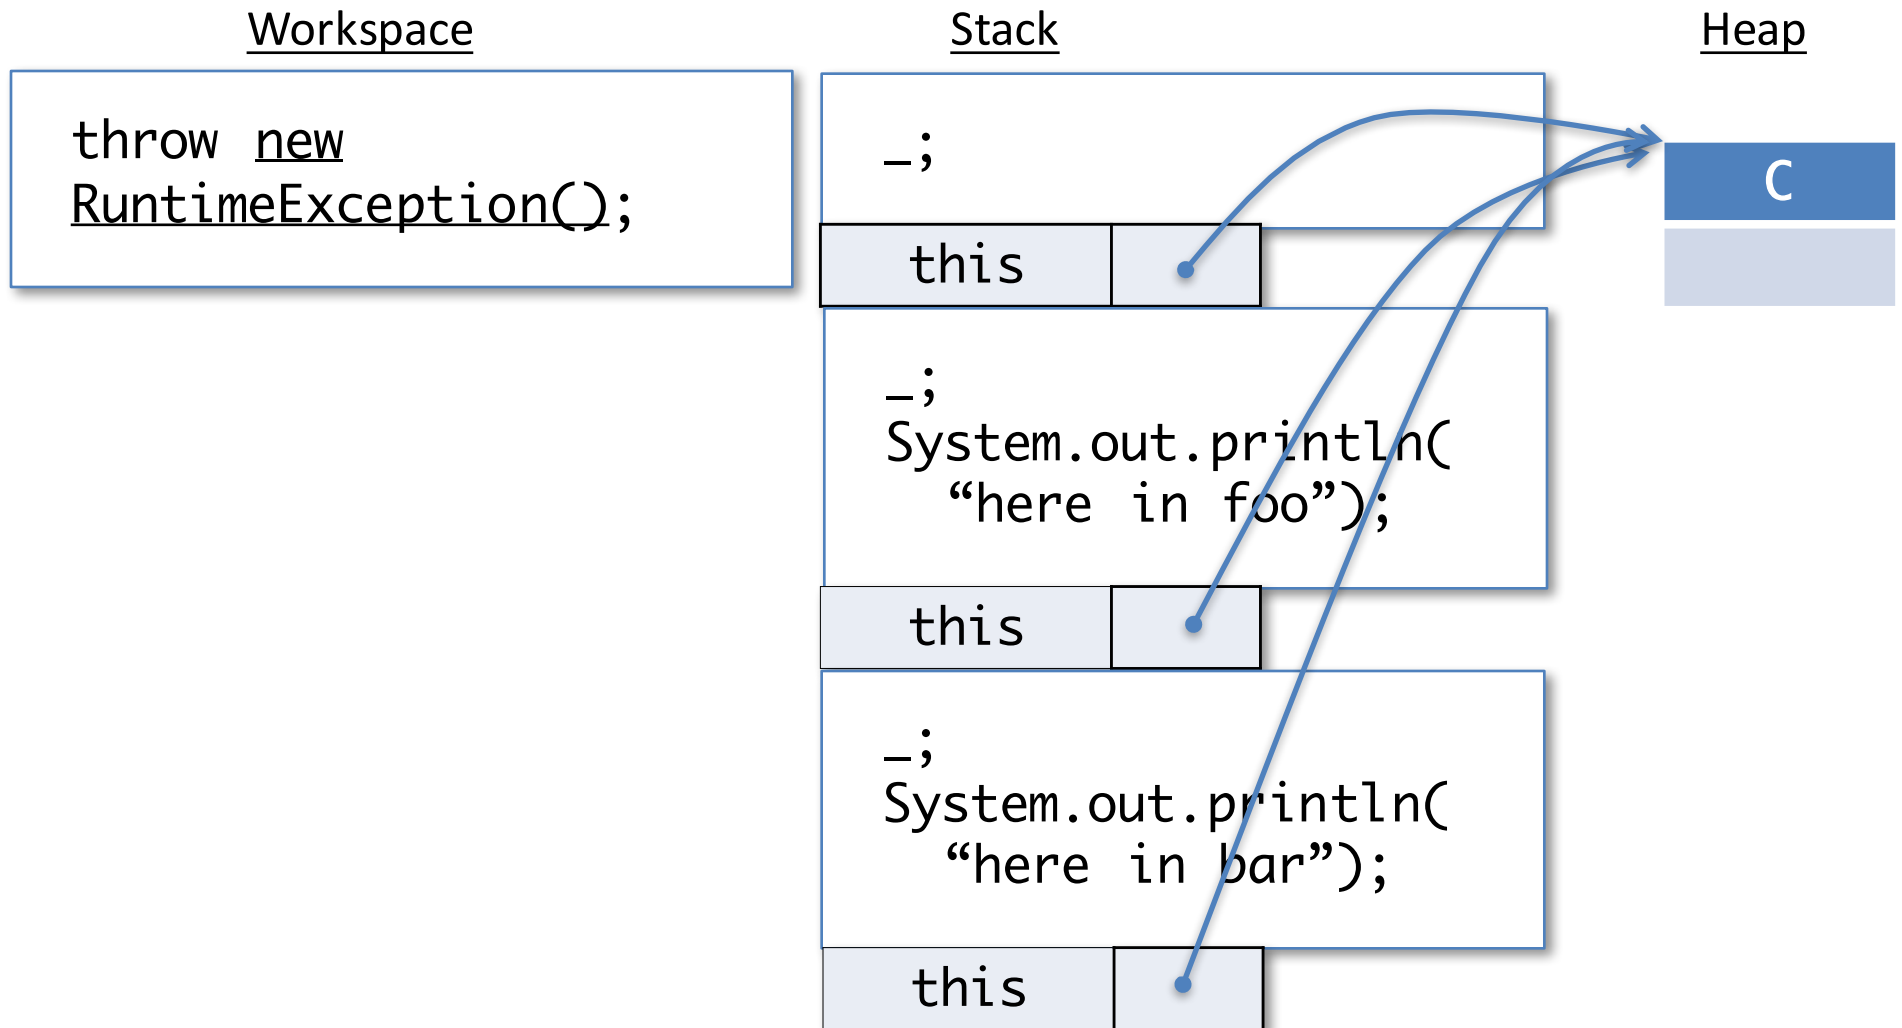 Workspace
Stack
Heap
throw new
RuntimeException();
_;
this
_;
System.out.println(
“here in foo”);
this
_;
System.out.println(
“here in bar”);
this
C